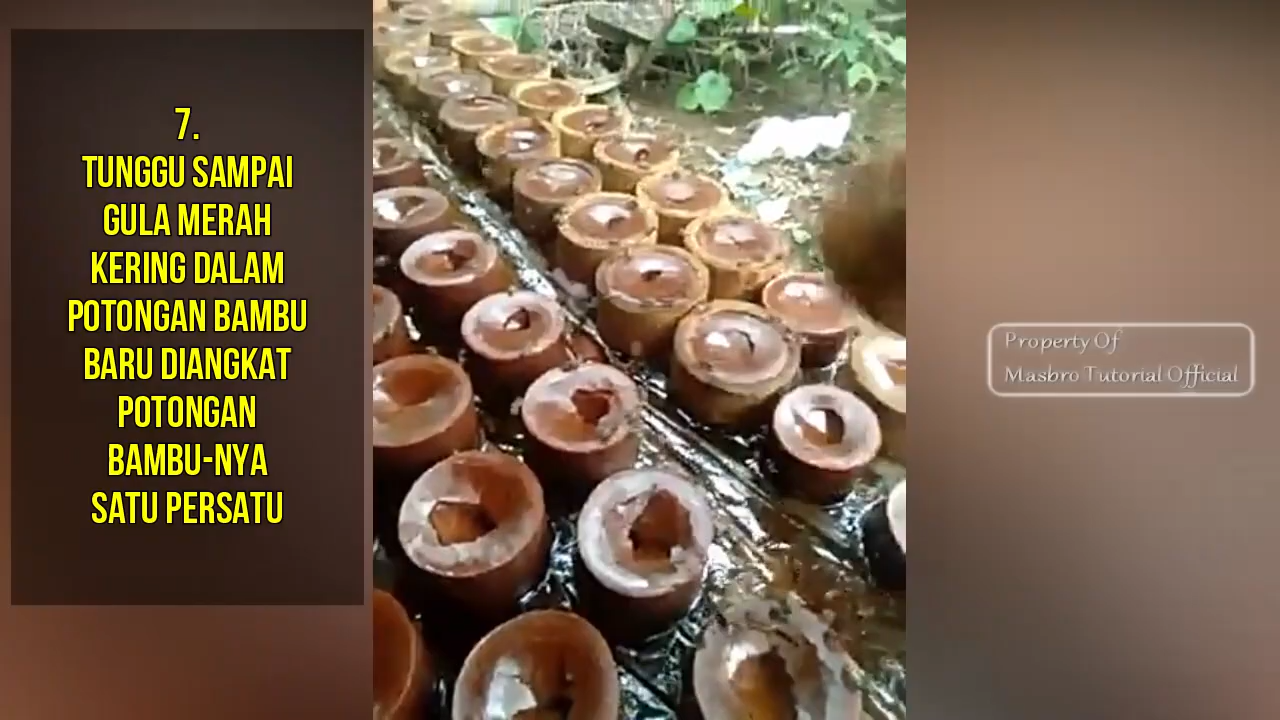 7.
TUNGGU SAMPAI
GULA MERAH
KERING DALAM
POTONGAN BAMBU
BARU DIANGKAT
POTONGAN
BAMBU-NYA
SATU PERSATU
Property Of
Masbro Tutorial Official